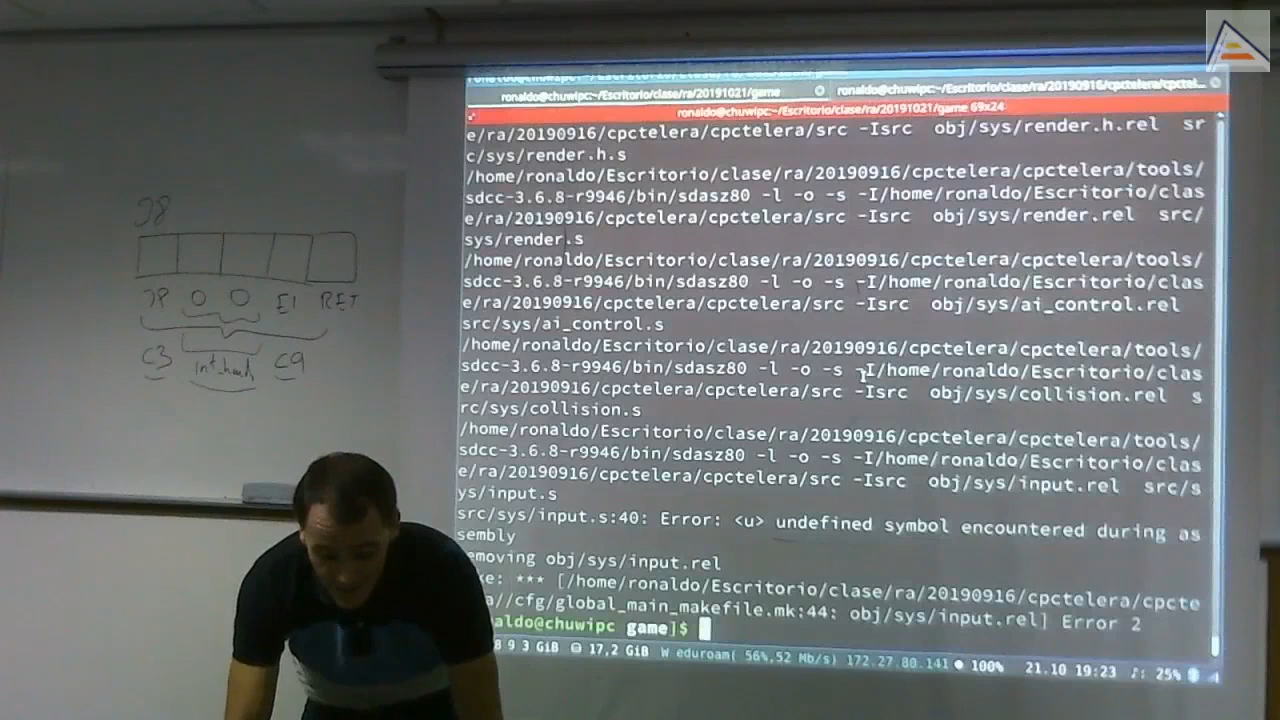 38
JP 0 0 EI RET
C3 int_hand C9
ronaldo@chuwipc:~/Escritorio/clase/ra/20191021/game
ronaldo@chuwipc:~/Escritorio/clase/ra/20190916/cpctelera/cpctel...
ronaldo@chuwipc:~/Escritorio/clase/ra/20191021/game 69x24
e/ra/20190916/cpctelera/cpctelera/src -Isrc obj/sys/render.h.rel sr
c/sys/render.h.s
/home/ronaldo/Escritorio/clase/ra/20190916/cpctelera/cpctelera/tools/
sdcc-3.6.8-r9946/bin/sdasz80 -l -o -s -I/home/ronaldo/Escritorio/clas
e/ra/20190916/cpctelera/cpctelera/src -Isrc obj/sys/render.rel src/
sys/render.s
/home/ronaldo/Escritorio/clase/ra/20190916/cpctelera/cpctelera/tools/
sdcc-3.6.8-r9946/bin/sdasz80 -l -o -s -I/home/ronaldo/Escritorio/clas
e/ra/20190916/cpctelera/cpctelera/src -Isrc obj/sys/ai_control.rel
src/sys/ai_control.s
/home/ronaldo/Escritorio/clase/ra/20190916/cpctelera/cpctelera/tools/
sdcc-3.6.8-r9946/bin/sdasz80 -l -o -s -I/home/ronaldo/Escritorio/clas
e/ra/20190916/cpctelera/cpctelera/src -Isrc obj/sys/collision.rel s
rc/sys/collision.s
/home/ronaldo/Escritorio/clase/ra/20190916/cpctelera/cpctelera/tools/
sdcc-3.6.8-r9946/bin/sdasz80 -l -o -s -I/home/ronaldo/Escritorio/clas
e/ra/20190916/cpctelera/cpctelera/src -Isrc obj/sys/input.rel src/s
ys/input.s
src/sys/input.s:40: Error: <u> undefined symbol encountered during as
sembly
emoving obj/sys/input.rel
ke: *** [/home/ronaldo/Escritorio/clase/ra/20190916/cpctelera/cpcte
a//cfg/global_main_makefile.mk:44: obj/sys/input.rel] Error 2
aldo@chuwipc game]$
8 9 3 GiB 17,2 GiB W eduroam( 56%,52 Mb/s) 172.27.80.141 100% 21.10 19:23 ♪: 25%